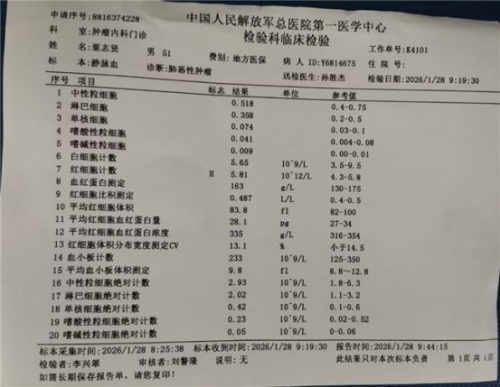 申请序号：8816374228
中国人民解放军总医院第一医学中心
检验科临床检验
科 室：肿瘤内科门诊
工作单号：E4101
姓 名：栗志贤 男 51 费别：地方医保 病 人 ID：Y6814675 住 院 号：
标 本：静脉血 诊断：肺恶性肿瘤 送检医生：孙胜杰 检验日期：2026/1/28 9:19:30
序号 项目 标志 结果 单位 参考值
1 中性粒细胞 0.518 0.4-0.75
2 淋巴细胞 0.358 0.2-0.5
3 单核细胞 0.074 0.03-0.1
4 嗜酸性粒细胞 0.041 0.004-0.08
5 嗜碱性粒细胞 0.009 0.00-0.01
6 白细胞计数 5.65 10^9/L 3.5-9.5
7 红细胞计数 H 5.81 10^12/L 4.3-5.8
8 血红蛋白测定 163 g/L 130-175
9 红细胞比积测定 0.487 L/L 0.4-0.5
10 平均红细胞体积 83.8 fl 82-100
11 平均红细胞血红蛋白量 28.1 pg 27-34
12 平均红细胞血红蛋白浓度 335 g/L 316-354
13 红细胞体积分布宽度测定CV 13.1 % 小于14.5
14 血小板计数 233 10^9/L 125-350
15 平均血小板体积测定 9.8 fl 6.8-12.8
16 中性粒细胞绝对计数 2.93 10^9/L 1.8-6.3
17 淋巴细胞绝对计数 2.02 10^9/L 1.1-3.2
18 单核细胞绝对计数 0.42 10^9/L 0.1-0.6
19 嗜酸性粒细胞绝对计数 0.23 10^9/L 0.02-0.52
20 嗜碱性粒细胞绝对计数 0.05 10^9/L 0-0.06
标本采集时间：2026/1/28 8:25:38 标本收到时间：2026/1/28 9:19:30 报告时间：2026/1/28 9:44:15
检验者：李兴翠 审核者：刘警隆 说明：无 此结果只对本次标本负责 第1页 共1页
如需长期保存报告单，请您复印！